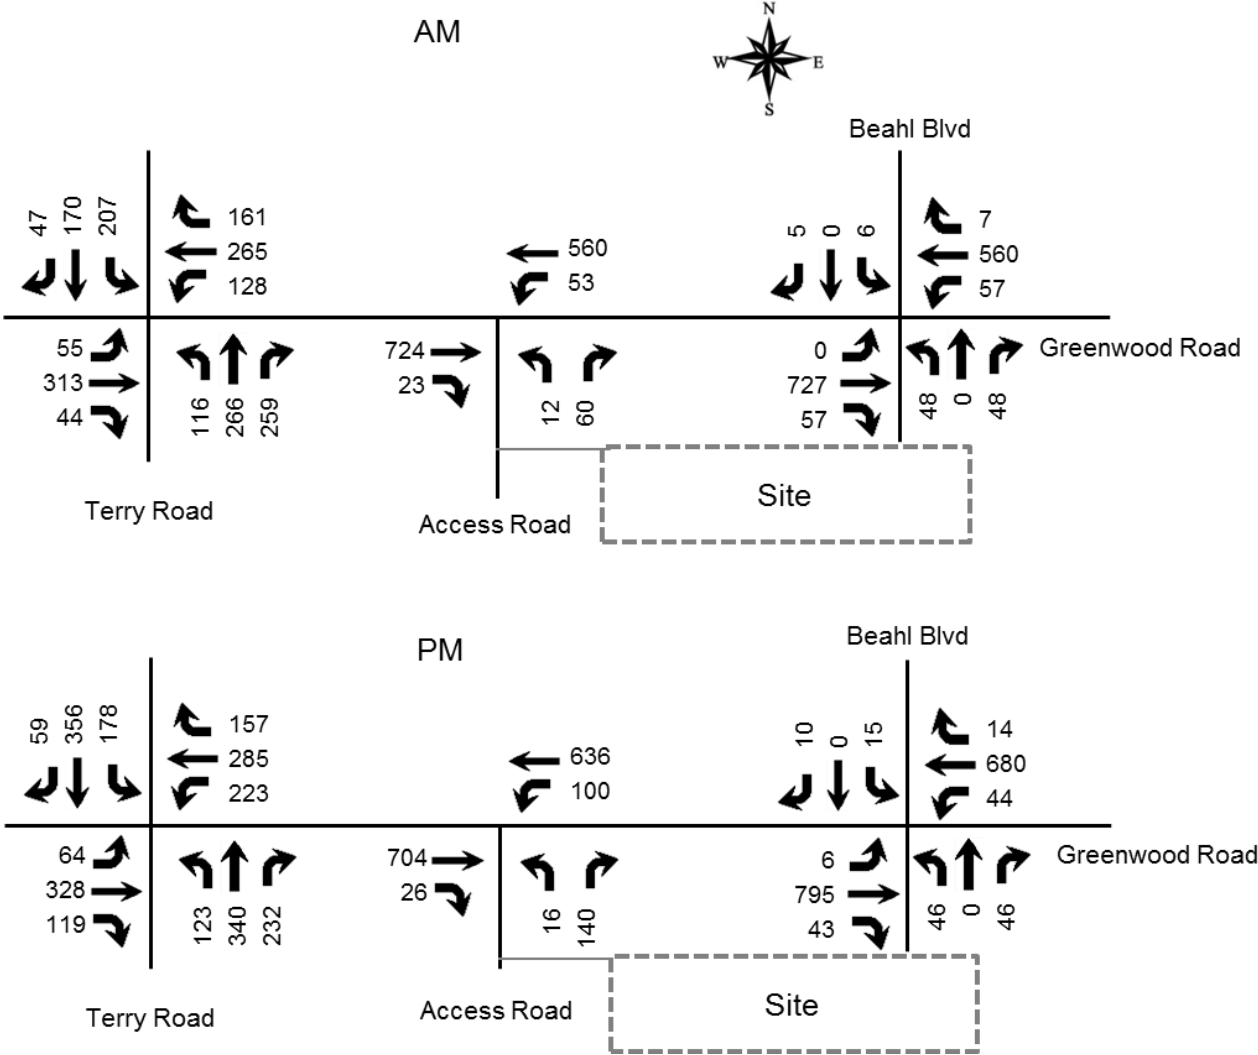 AM
N
W E
S
Beahl Blvd
47 170 207
161
265
128
560
53
5 0 6
7
560
57
55
313
44
116 266 259
724
23
12 60
0
727
57
48 0 48
Greenwood Road
Terry Road
Access Road
Site
PM
Beahl Blvd
59 356 178
157
285
223
636
100
10 0 15
14
680
44
64
328
119
123 340 232
704
26
16 140
6
795
43
46 0 46
Greenwood Road
Terry Road
Access Road
Site